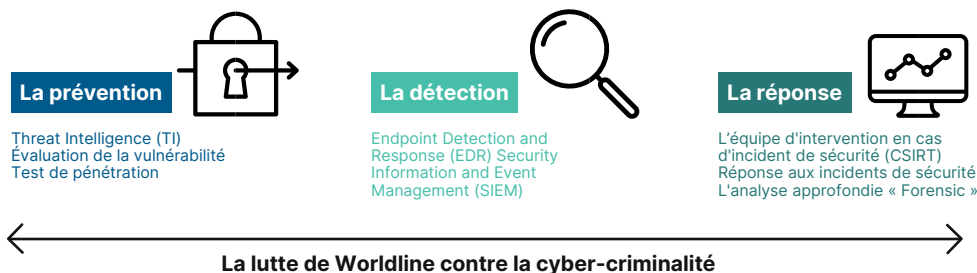 La prévention
Threat Intelligence (TI)
Évaluation de la vulnérabilité
Test de pénétration
La détection
Endpoint Detection and
Response (EDR) Security
Information and Event
Management (SIEM)
La réponse
L’équipe d'intervention en cas
d'incident de sécurité (CSIRT)
Réponse aux incidents de sécurité
L'analyse approfondie « Forensic »
La lutte de Worldline contre la cyber-criminalité